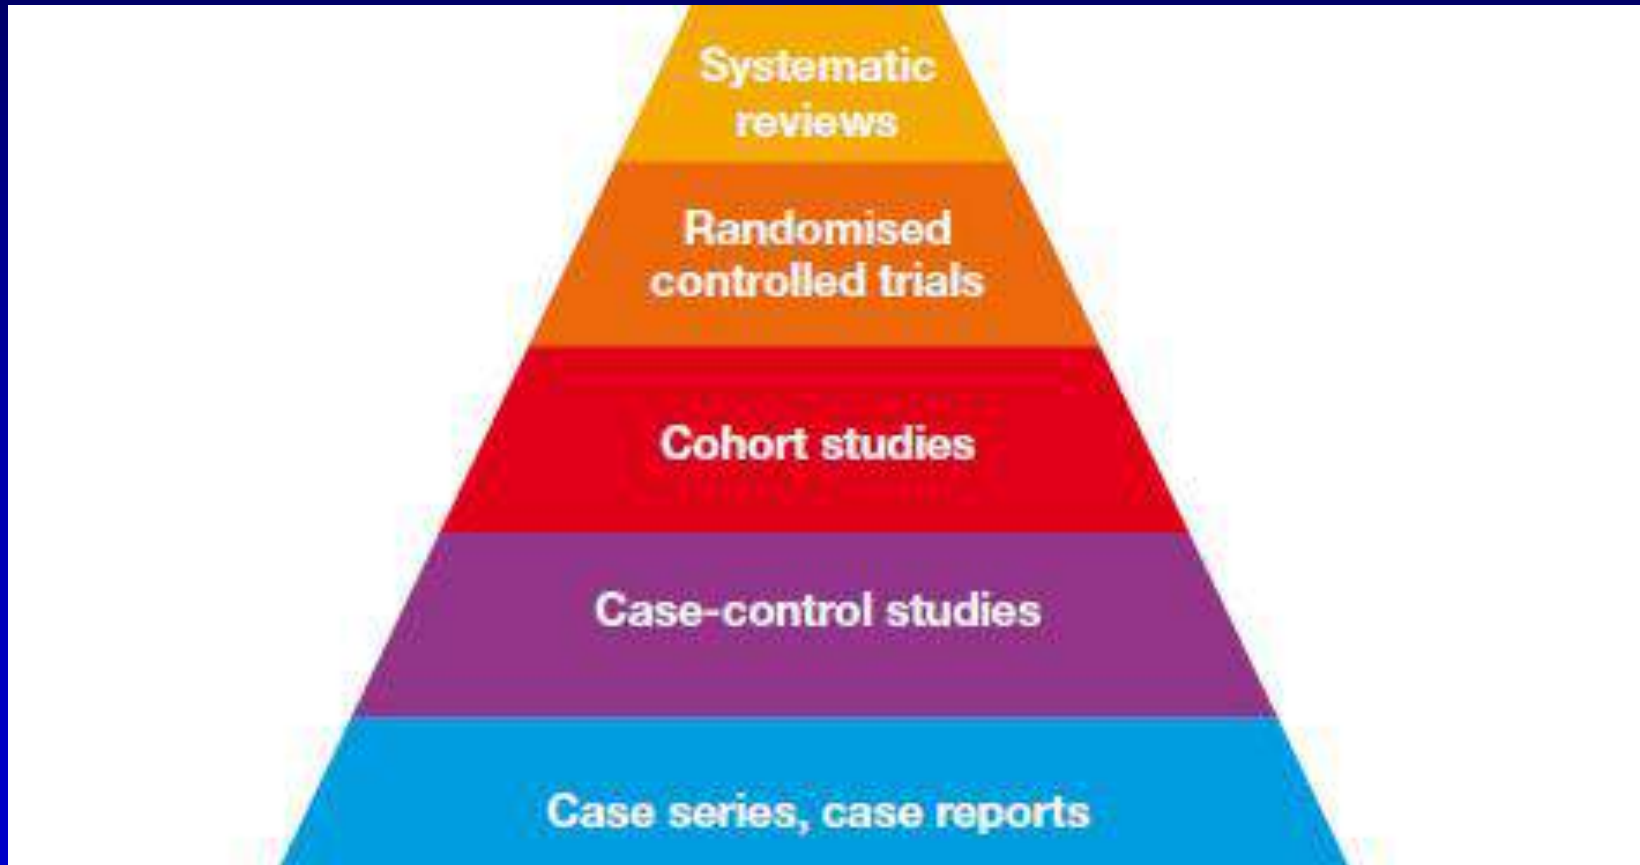 Systematic
reviews
Randomised
controlled trials
Cohort studies
Case-control studies
Case series, case reports